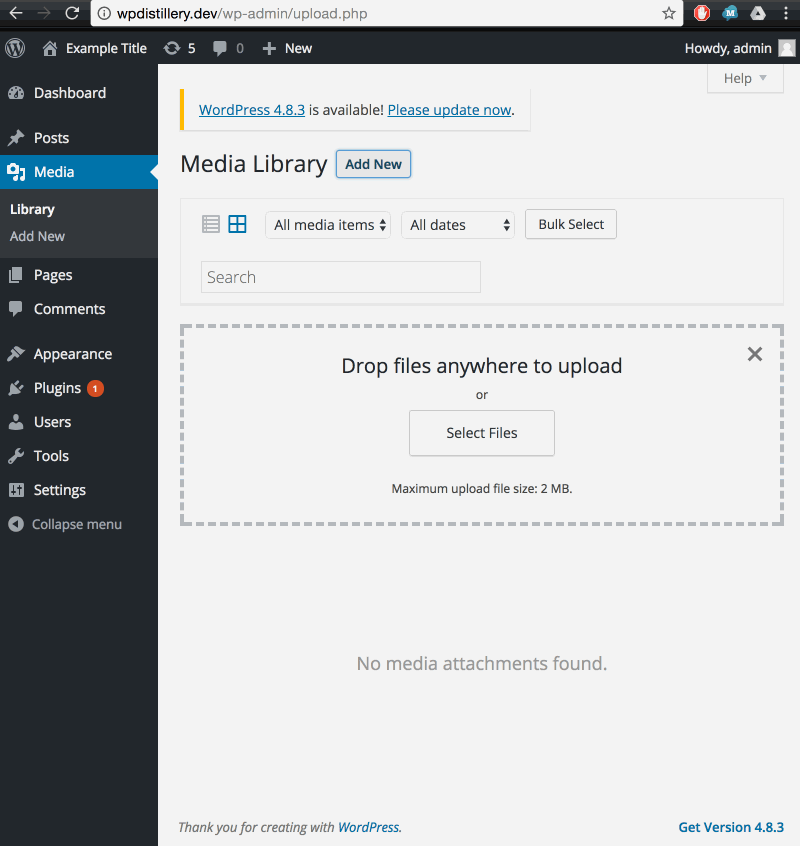 wpdistillery.dev/wp-admin/upload.php
M
Example Title 5 0 New Howdy, admin
Help
Dashboard
Posts
Media
Library
Add New
Pages
Comments
Appearance
Plugins 1
Users
Tools
Settings
Collapse menu
WordPress 4.8.3 is available! Please update now.
Media Library Add New
All media items All dates Bulk Select
Search
Drop files anywhere to upload
or
Select Files
Maximum upload file size: 2 MB.
No media attachments found.
Thank you for creating with WordPress. Get Version 4.8.3